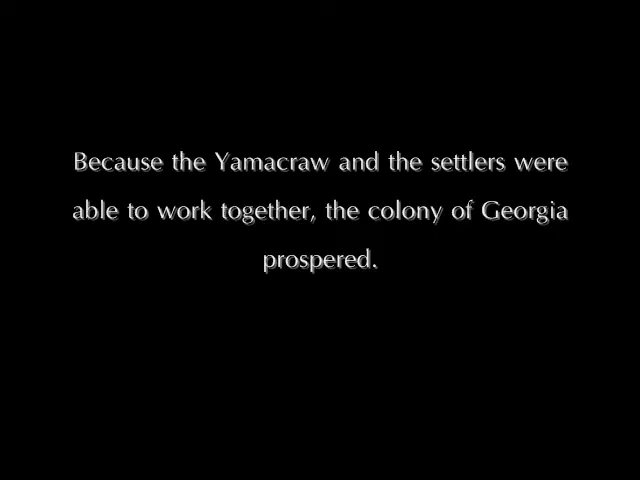 Because the Yamacraw and the settlers were
able to work together, the colony of Georgia
prospered.